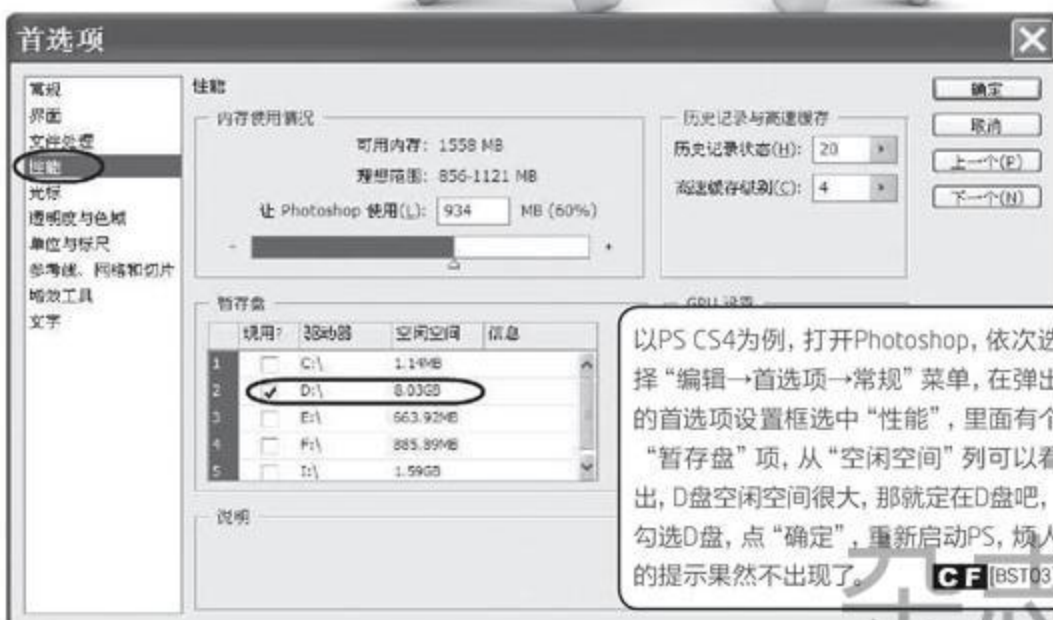 首选项
常规
界面
文件处理
性能
光标
透明度与色域
单位与标尺
参考线、网格和切片
增效工具
文字
性能
内存使用情况
可用内存: 1558 MB
理想范围: 856-1121 MB
让 Photoshop 使用(L): 934 MB (60%)
- +
历史记录与高速缓存
历史记录状态(H): 20
高速缓存级别(C): 4
确定
取消
上一个(P)
下一个(N)
暂存盘
现用? 驱动器 空闲空间 信息
1 C:\ 1.14MB
2 D:\ 8.03GB
3 E:\ 663.92MB
4 F:\ 885.89MB
5 I:\ 1.59GB
说明
GPU 设置
以PS CS4为例,打开Photoshop,依次选
择“编辑→首选项→常规”菜单,在弹出
的首选项设置框选中“性能”,里面有个
“暂存盘”项,从“空闲空间”列可以看
出,D盘空闲空间很大,那就定在D盘吧,
勾选D盘,点“确定”,重新启动PS,烦人
的提示果然不出现了。 CF [BST03